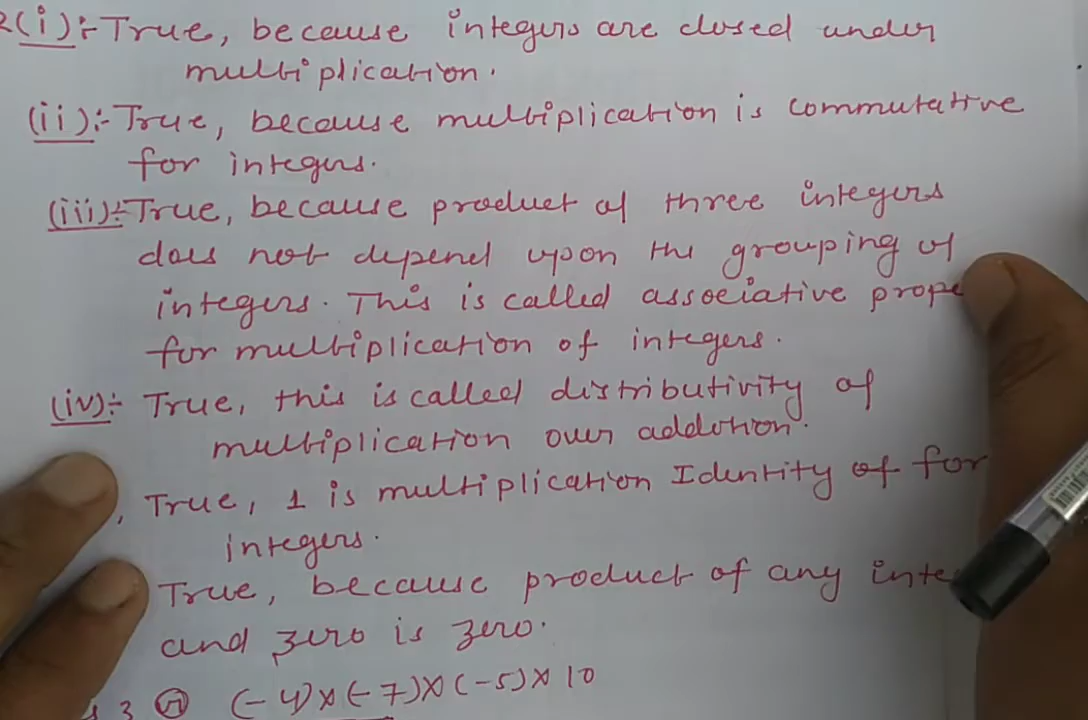 2(i):- True, because integers are closed under
multiplication.
(ii):- True, because multiplication is commutative
for integers.
(iii):- True, because product of three integers
does not depend upon the grouping of
integers. This is called associative prope
for multiplication of integers.
(iv):- True, this is called distributivity of
multiplication over addition.
, True, 1 is multiplication Identity of for
integers.
True, because product of any inte
and zero is zero.
3 (-4)×(-7)×(-5)×10